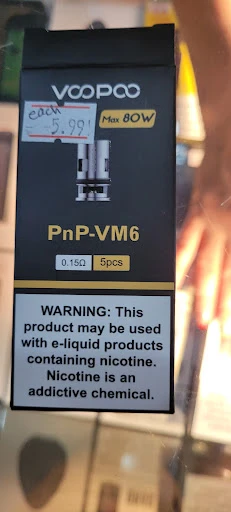 VOOPOO
each
5.99!
Max 80W
PnP-VM6
0.15Ω 5pcs
WARNING: This
product may be used
with e-liquid products
containing nicotine.
Nicotine is an
addictive chemical.